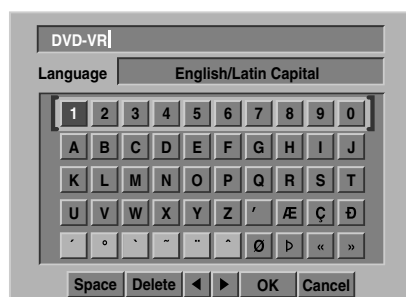 DVD-VR
Language English/Latin Capital
1 2 3 4 5 6 7 8 9 0
A B C D E F G H I J
K L M N O P Q R S T
U V W X Y Z ′ Æ Ç Ð
´ ° ` ~ ¨ ^ Ø Þ « »
Space Delete ◀ ▶ OK Cancel